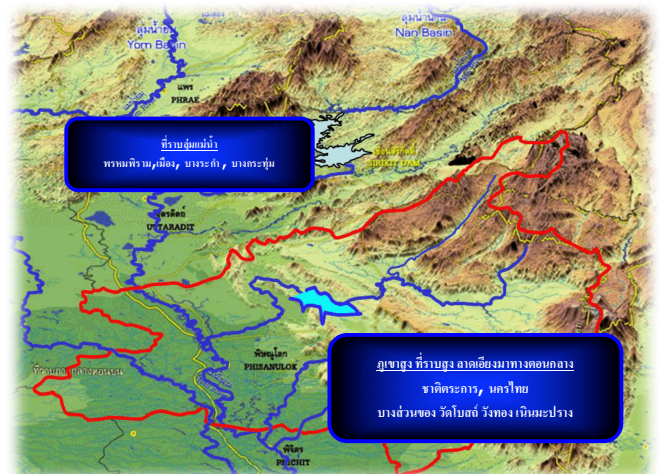 ลุ่มน้ำยม
Yom Basin
ลุ่มน้ำน่าน
Nan Basin
แพร่
PHRAE
ที่ราบลุ่มแม่น้ำ
พรหมพิราม,เมือง, บางระกำ , บางกระทุ่ม
เขื่อนสิริกิติ์
SIRIKIT DAM
อุตรดิตถ์
UTTARADIT
พิษณุโลก
PHISANULOK
ภูเขาสูง ที่ราบสูง ลาดเอียงมาทางตอนกลาง
ชาติตระการ, นครไทย
บางส่วนของ วัดโบสถ์ วังทอง เนินมะปราง
พิจิตร